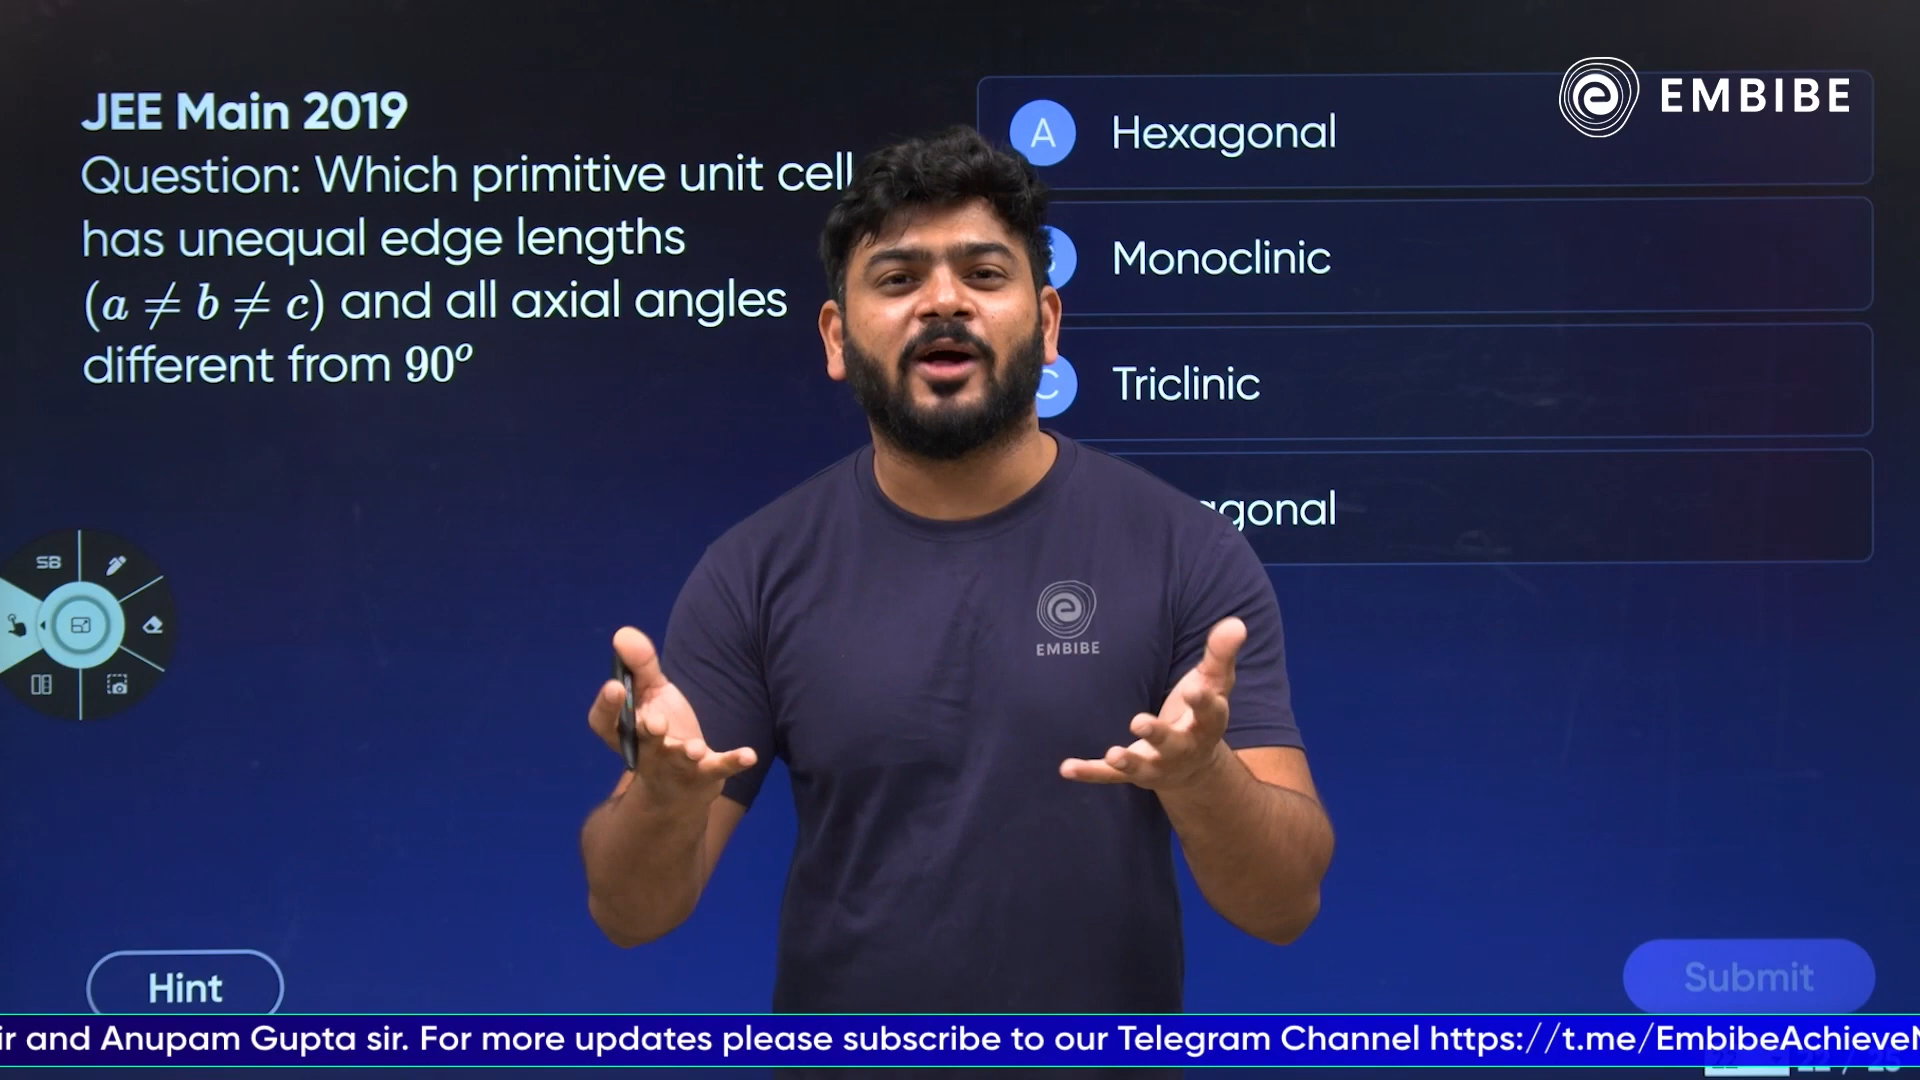 JEE Main 2019
Question: Which primitive unit cell
has unequal edge lengths
(a ≠ b ≠ c) and all axial angles
different from 90°
A Hexagonal
Monoclinic
C Triclinic
EMBIBE
SB
EMBIBE
Hint
Submit
and Anupam Gupta sir. For more updates please subscribe to our Telegram Channel https://t.me/EmbibeAchieve